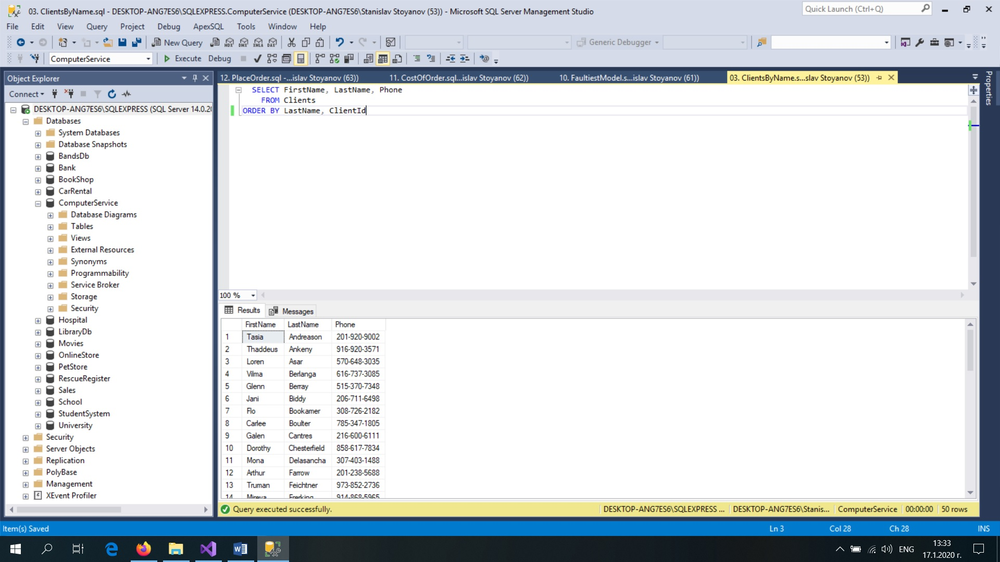 03. ClientsByName.sql - DESKTOP-ANG7ES6\SQLEXPRESS.ComputerService (DESKTOP-ANG7ES6\Stanislav Stoyanov (53)) - Microsoft SQL Server Management Studio
Quick Launch (Ctrl+Q)
File Edit View Query Project Debug ApexSQL Tools Window Help
New Query MDX DMX XMLA DAX Generic Debugger
ComputerService Execute Debug
Object Explorer
Connect
DESKTOP-ANG7ES6\SQLEXPRESS (SQL Server 14.0.20
Databases
System Databases
Database Snapshots
BandsDb
Bank
BookShop
CarRental
ComputerService
Database Diagrams
Tables
Views
External Resources
Synonyms
Programmability
Service Broker
Storage
Security
Hospital
LibraryDb
Movies
OnlineStore
PetStore
RescueRegister
Sales
School
StudentSystem
University
Security
Server Objects
Replication
PolyBase
Management
XEvent Profiler
12. PlaceOrder.sql -...islav Stoyanov (63)) 11. CostOfOrder.sql...islav Stoyanov (62)) 10. FaultiestModel.s...islav Stoyanov (61)) 03. ClientsByName.s...slav Stoyanov (53))
SELECT FirstName, LastName, Phone
FROM Clients
ORDER BY LastName, ClientId
Properties
100 %
Results Messages
FirstName LastName Phone
1 Tasia Andreason 201-920-9002
2 Thaddeus Ankeny 916-920-3571
3 Loren Asar 570-648-3035
4 Vilma Berlanga 616-737-3085
5 Glenn Berray 515-370-7348
6 Jani Biddy 206-711-6498
7 Flo Bookamer 308-726-2182
8 Carlee Boulter 785-347-1805
9 Galen Cantres 216-600-6111
10 Dorothy Chesterfield 858-617-7834
11 Mona Delasancha 307-403-1488
12 Arthur Farrow 201-238-5688
13 Truman Feichtner 973-852-2736
14 Mireya Frerking 914-868-5965
Query executed successfully. DESKTOP-ANG7ES6\SQLEXPRESS ... DESKTOP-ANG7ES6\Stanis... ComputerService 00:00:00 50 rows
Item(s) Saved Ln 3 Col 28 Ch 28 INS
ENG
13:33
17.1.2020 г.